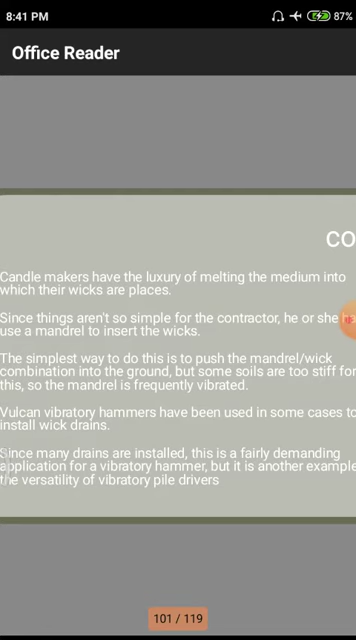 8:41 PM
87%
Office Reader
CO
Candle makers have the luxury of melting the medium into
which their wicks are places.
Since things aren't so simple for the contractor, he or she
use a mandrel to insert the wicks.
The simplest way to do this is to push the mandrel/wick
combination into the ground, but some soils are too stiff for
this, so the mandrel is frequently vibrated.
Vulcan vibratory hammers have been used in some cases to
install wick drains.
Since many drains are installed, this is a fairly demanding
application for a vibratory hammer, but it is another example
the versatility of vibratory pile drivers
101 / 119